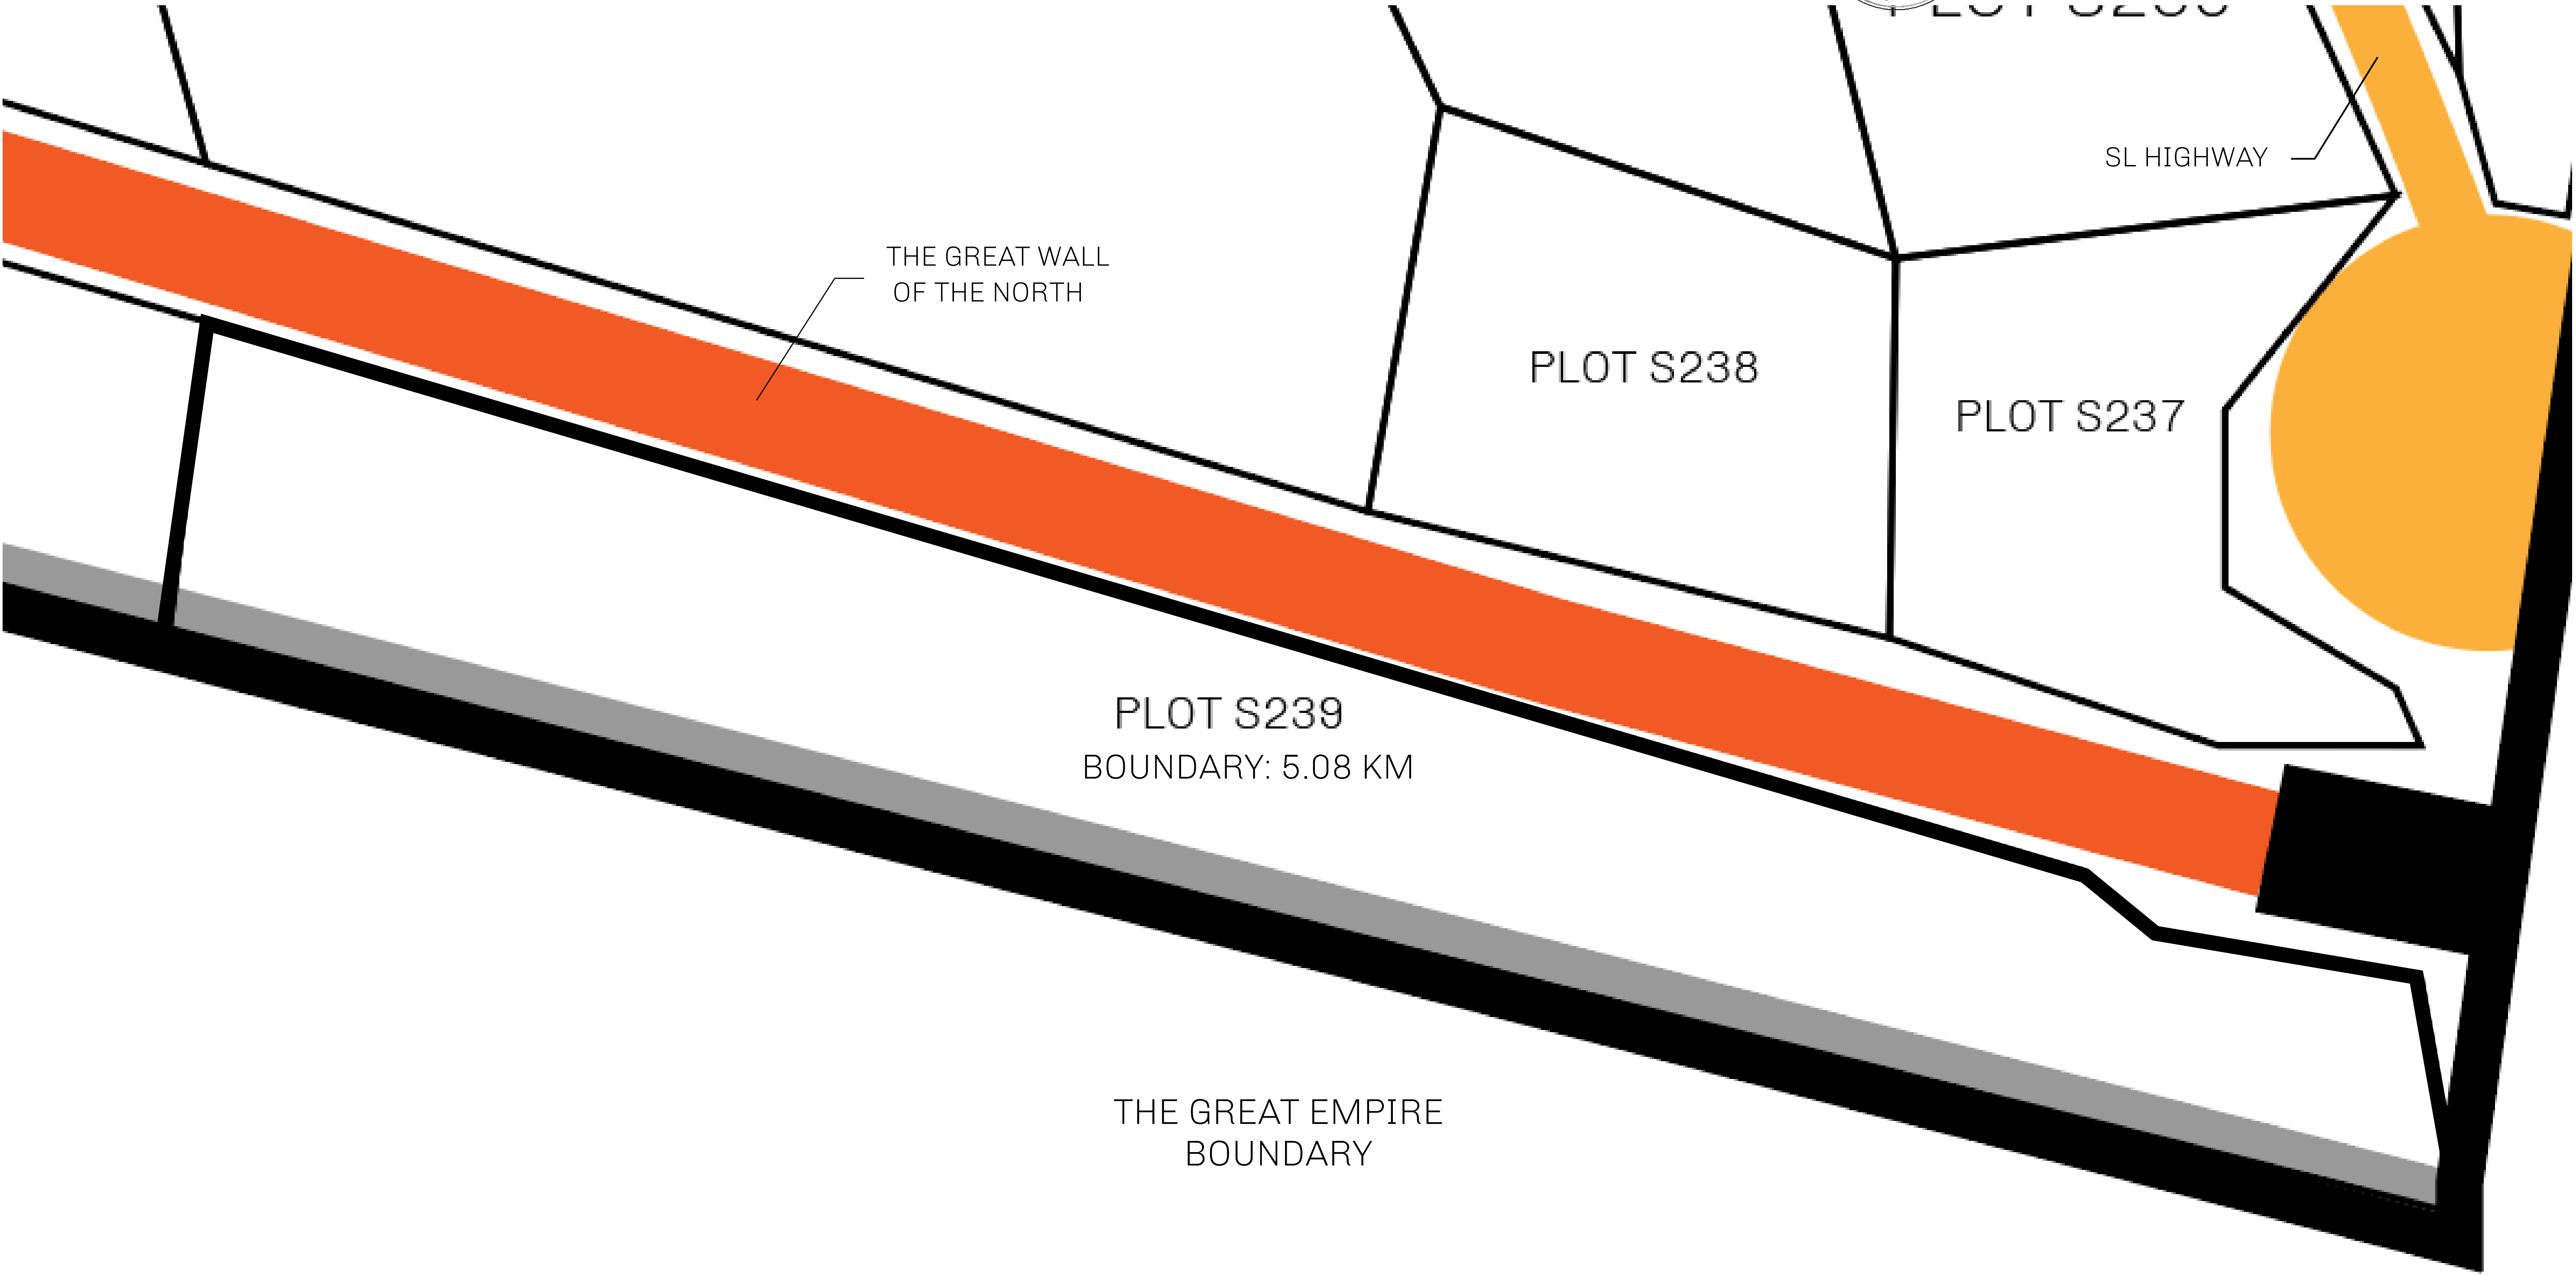 SL HIGHWAY
THE GREAT WALL
OF THE NORTH
PLOT S238
PLOT S237
PLOT S239
BOUNDARY: 5.08 KM
THE GREAT EMPIRE
BOUNDARY